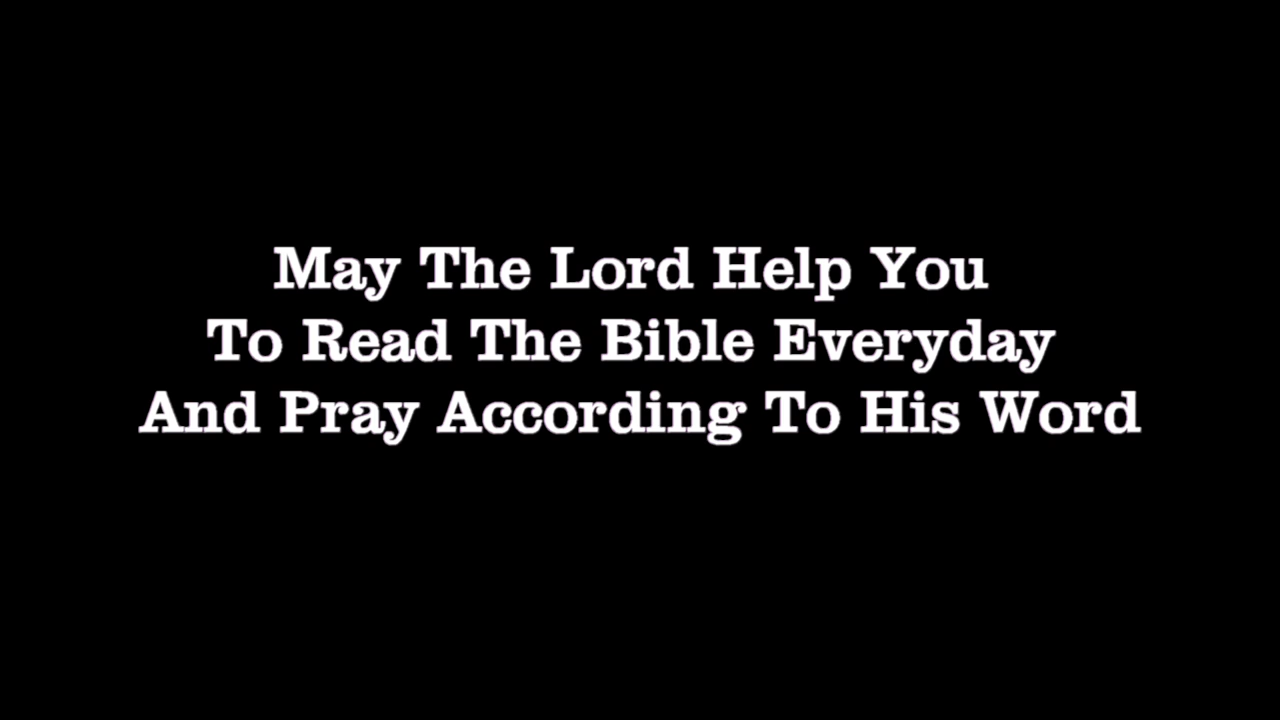 May The Lord Help You
To Read The Bible Everyday
And Pray According To His Word